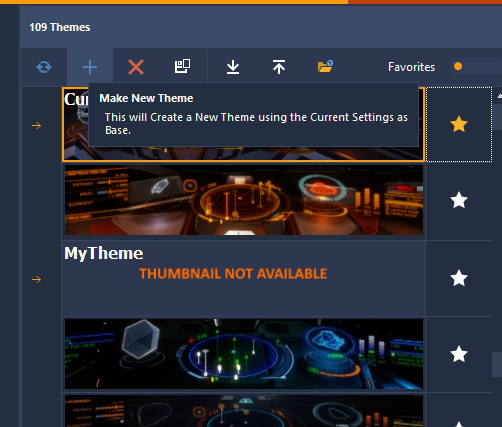 109 Themes
Favorites
Make New Theme
This will Create a New Theme using the Current Settings as
Base.
MyTheme
THUMBNAIL NOT AVAILABLE